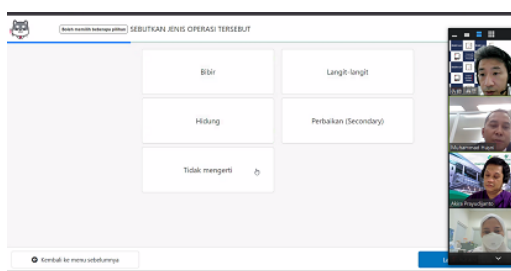 Boleh memilih beberapa pilihan SEBUTKAN JENIS OPERASI TERSEBUT
Bibir
Langit-langit
Hidung
Perbaikan (Secondary)
Tidak mengerti
Kembali ke menu sebelumnya
La
Muhammad